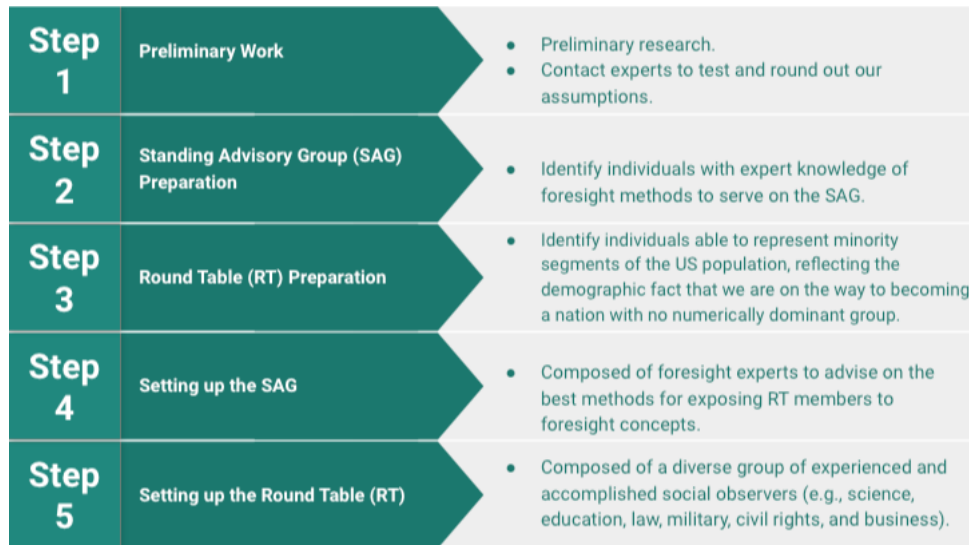 Step
1
Preliminary Work
● Preliminary research.
● Contact experts to test and round out our
assumptions.
Step
2
Standing Advisory Group (SAG)
Preparation
● Identify individuals with expert knowledge of
foresight methods to serve on the SAG.
Step
3
Round Table (RT) Preparation
● Identify individuals able to represent minority
segments of the US population, reflecting the
demographic fact that we are on the way to becoming
a nation with no numerically dominant group.
Step
4
Setting up the SAG
● Composed of foresight experts to advise on the
best methods for exposing RT members to
foresight concepts.
Step
5
Setting up the Round Table (RT)
● Composed of a diverse group of experienced and
accomplished social observers (e.g., science,
education, law, military, civil rights, and business).